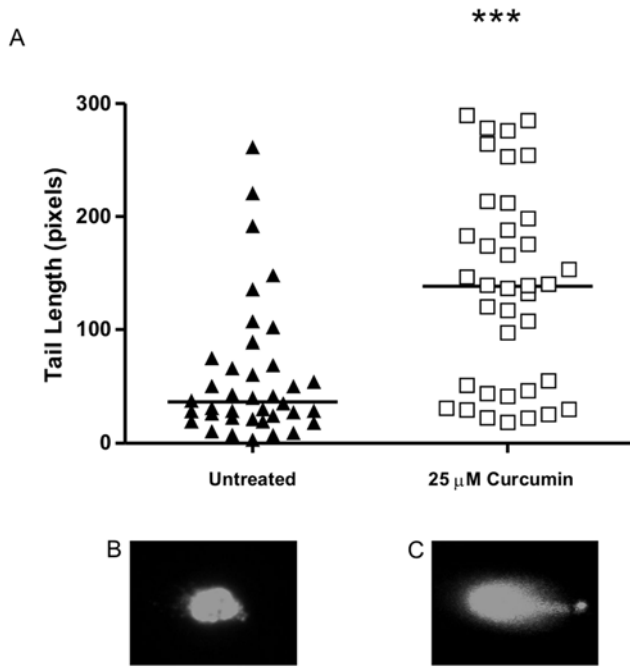 A
***
300
200
100
0
Tail Length (pixels)
Untreated
25 μM Curcumin
B
C